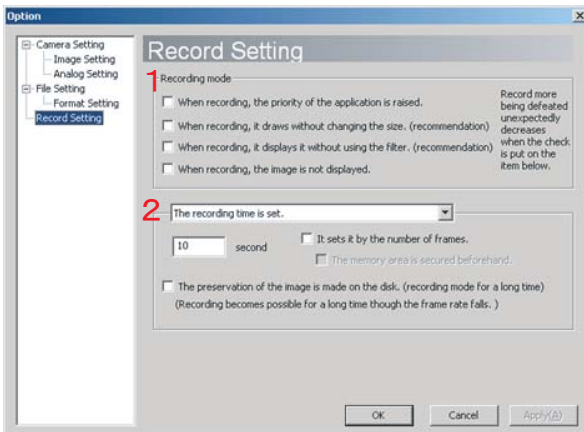 Option
Camera Setting
Image Setting
Analog Setting
File Setting
Format Setting
Record Setting
Record Setting
1
Recording mode
When recording, the priority of the application is raised.
When recording, it draws without changing the size. (recommendation)
When recording, it displays it without using the filter. (recommendation)
When recording, the image is not displayed.
Record more
being defeated
unexpectedly
decreases
when the check
is put on the
item below.
2
The recording time is set.
10 second
It sets it by the number of frames.
The memory area is secured beforehand.
The preservation of the image is made on the disk. (recording mode for a long time)
(Recording becomes possible for a long time though the frame rate falls. )
OK Cancel Apply(A)